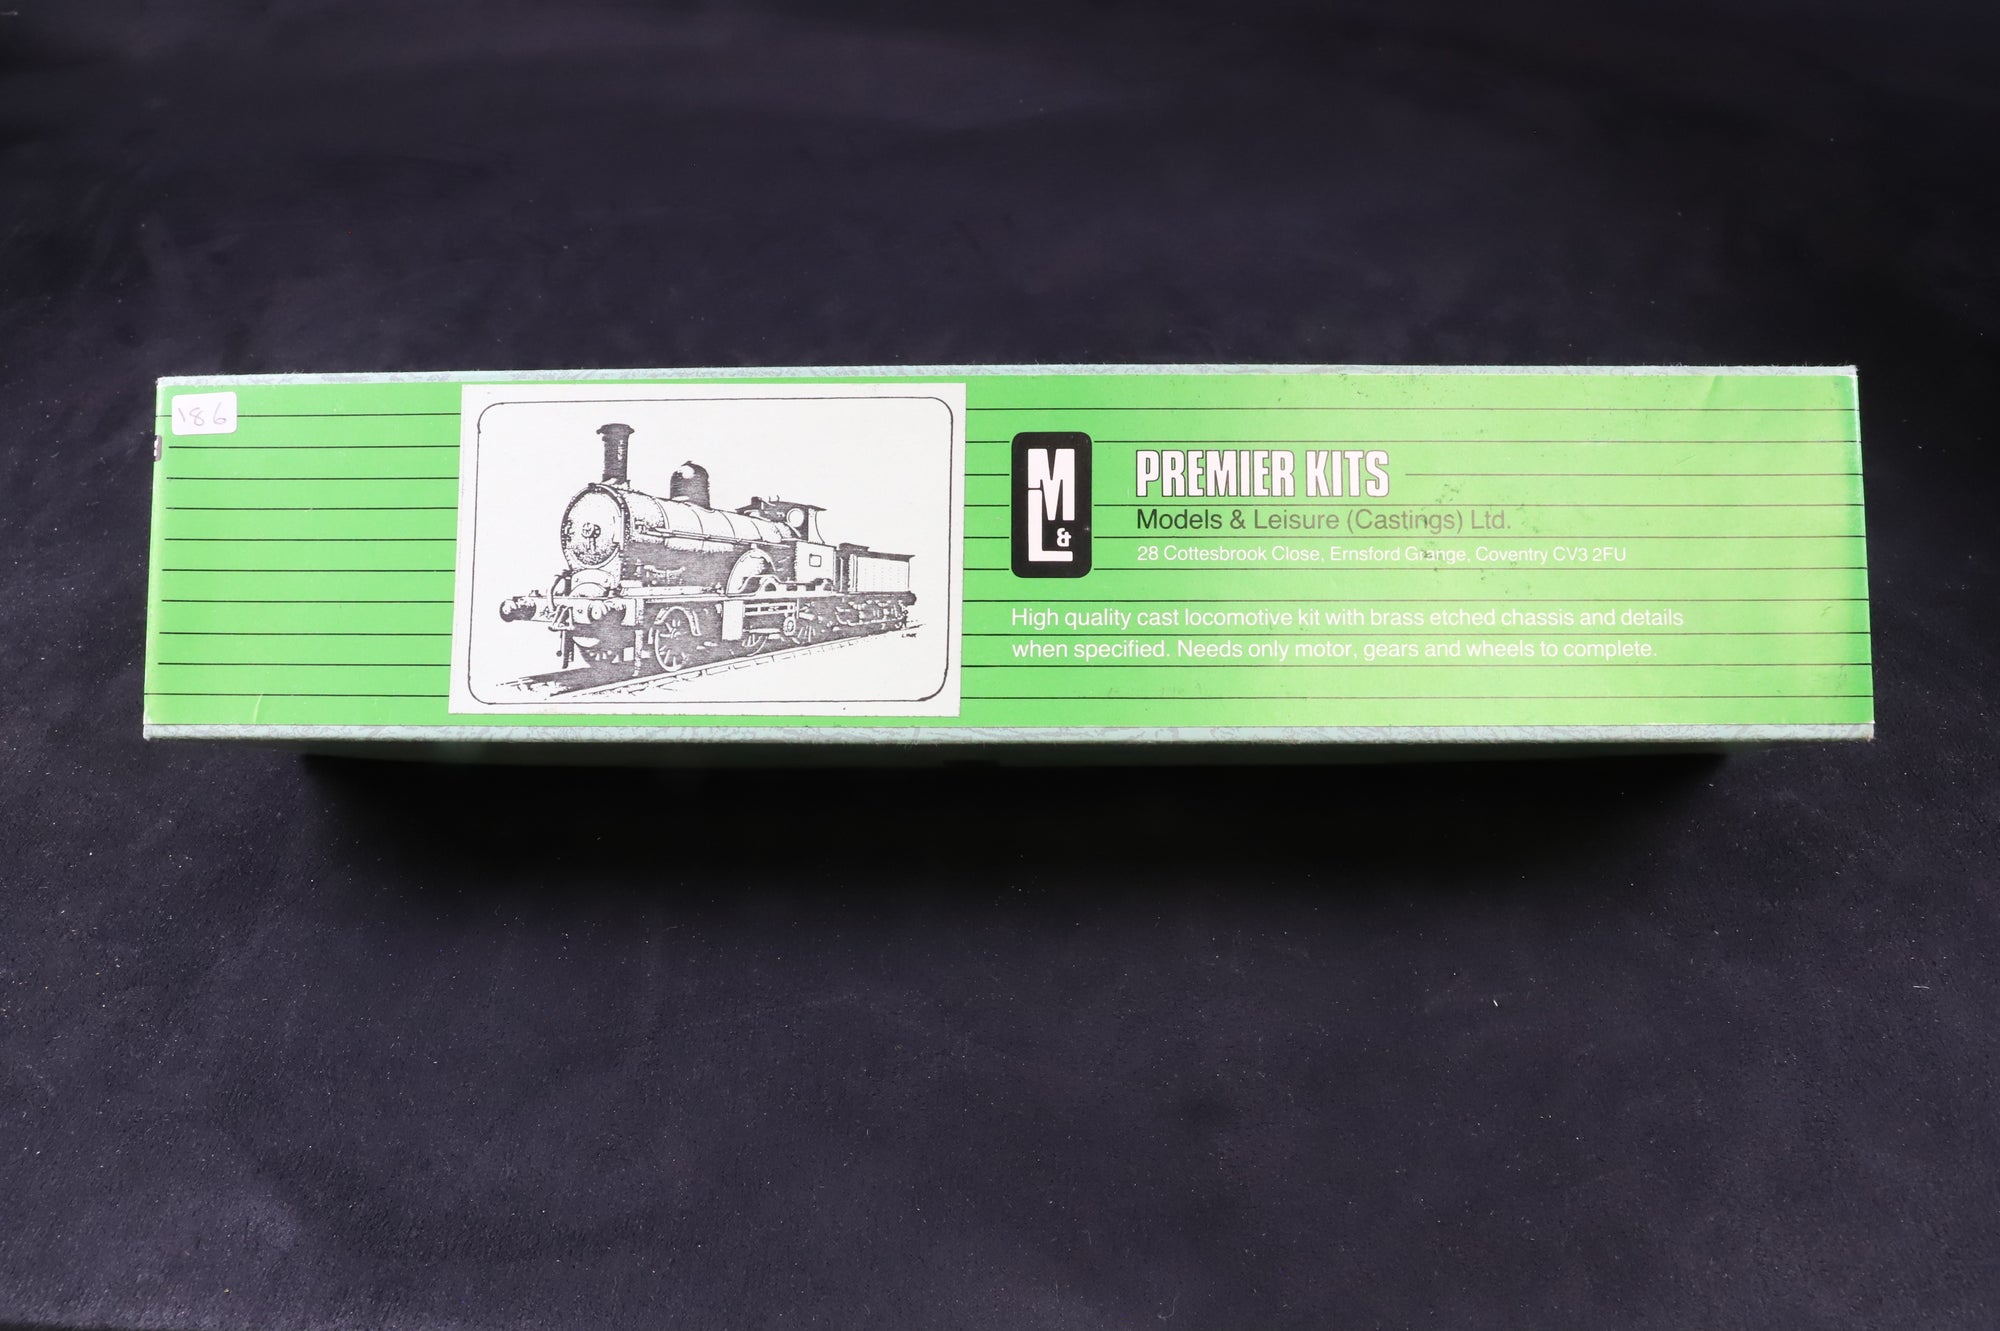 186
M
L &
PREMIER KITS
Models & Leisure (Castings) Ltd.
28 Cottesbrook Close, Ernsford Grange, Coventry CV3 2FU
High quality cast locomotive kit with brass etched chassis and details
when specified. Needs only motor, gears and wheels to complete.